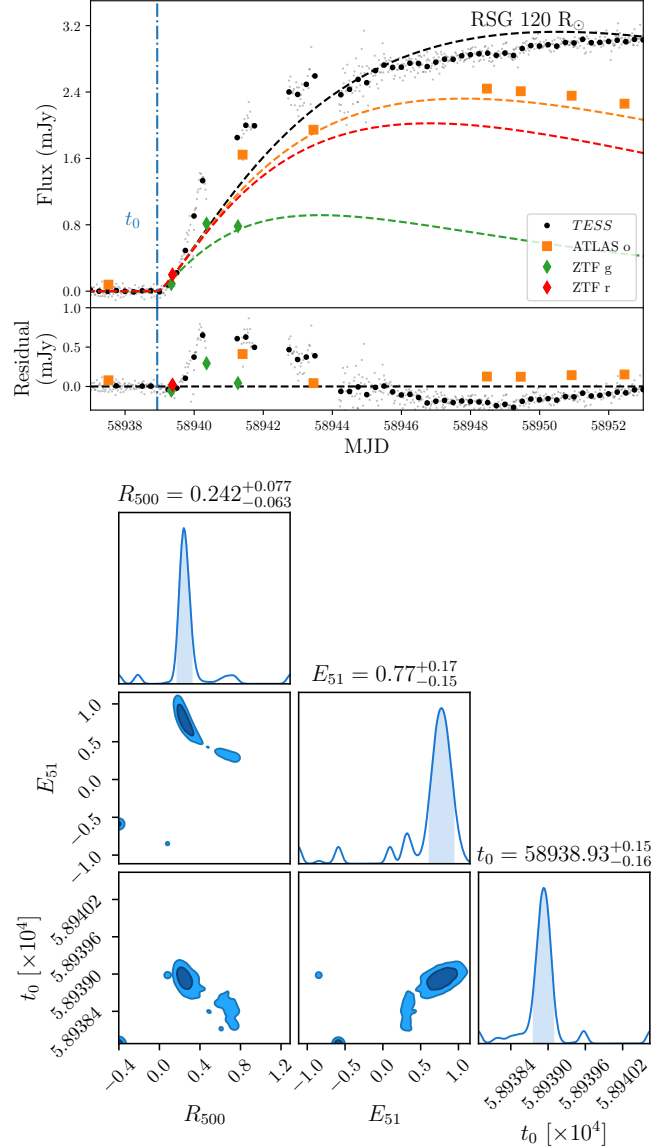 RSG 120 R⊙
3.2
2.4
1.6
0.8
0.0
Flux (mJy)
t₀
TESS
ATLAS o
ZTF g
ZTF r
1.0
0.5
0.0
Residual
(mJy)
58938 58940 58942 58944 58946 58948 58950 58952
MJD
R₅₀₀ = 0.242^{+0.077}_{-0.063}
E₅₁ = 0.77^{+0.17}_{-0.15}
1.0
0.5
0.0
−0.5
−1.0
E₅₁
t₀ = 58938.93^{+0.15}_{-0.16}
5.89402
5.89396
5.89390
5.89384
t₀ [×10⁴]
−0.4 0.0 0.4 0.8 1.2
R₅₀₀
−1.0 −0.5 0.0 0.5 1.0
E₅₁
5.89384 5.89390 5.89396 5.89402
t₀ [×10⁴]